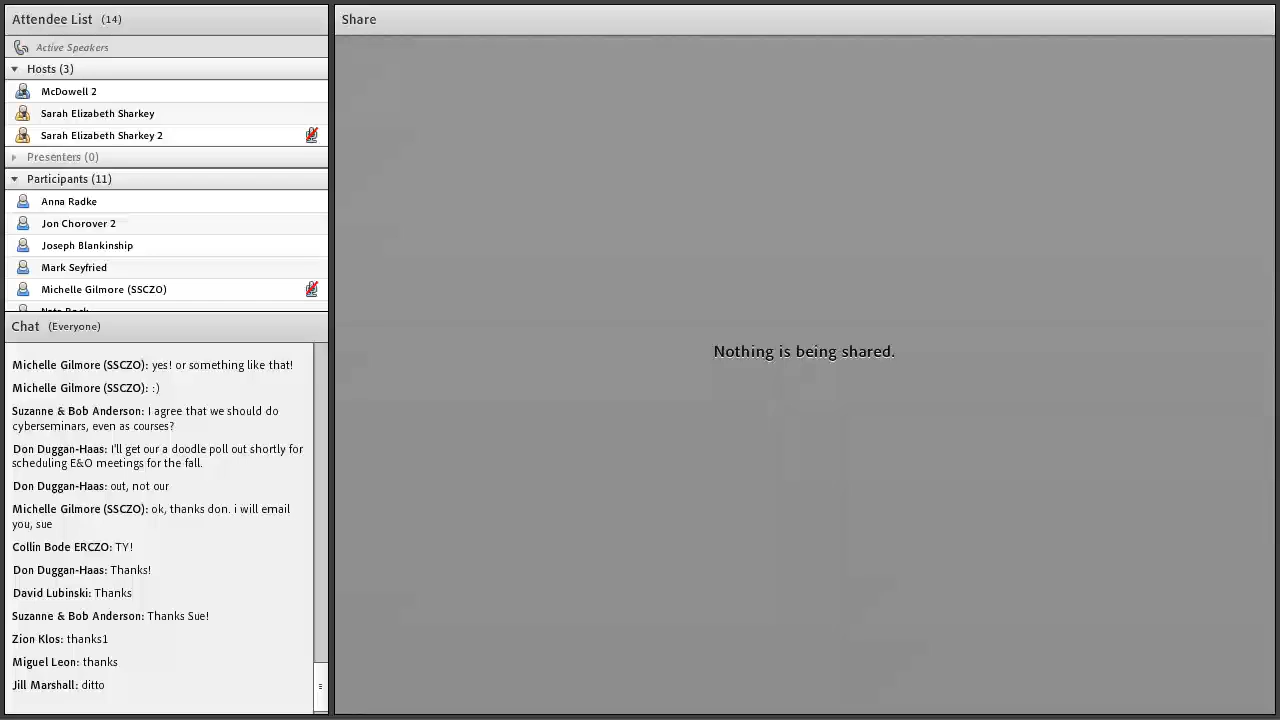 Attendee List (14)
Active Speakers
Hosts (3)
McDowell 2
Sarah Elizabeth Sharkey
Sarah Elizabeth Sharkey 2
Presenters (0)
Participants (11)
Anna Radke
Jon Chorover 2
Joseph Blankinship
Mark Seyfried
Michelle Gilmore (SSCZO)
Chat (Everyone)
Michelle Gilmore (SSCZO): yes! or something like that!
Michelle Gilmore (SSCZO): :)
Suzanne & Bob Anderson: I agree that we should do
cyberseminars, even as courses?
Don Duggan-Haas: I'll get our a doodle poll out shortly for
scheduling E&O meetings for the fall.
Don Duggan-Haas: out, not our
Michelle Gilmore (SSCZO): ok, thanks don. i will email
you, sue
Collin Bode ERCZO: TY!
Don Duggan-Haas: Thanks!
David Lubinski: Thanks
Suzanne & Bob Anderson: Thanks Sue!
Zion Klos: thanks1
Miguel Leon: thanks
Jill Marshall: ditto
Share
Nothing is being shared.